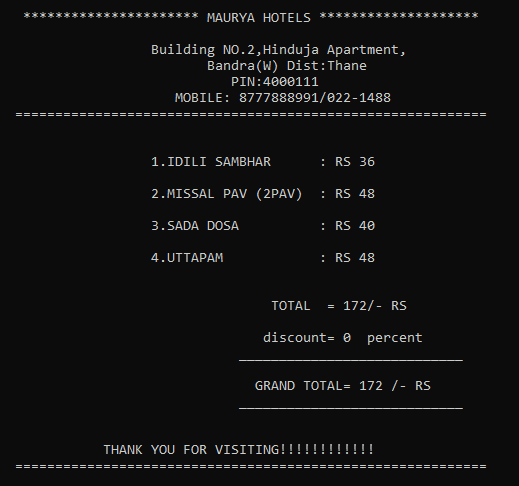 ********************** MAURYA HOTELS ********************
Building NO.2,Hinduja Apartment,
Bandra(W) Dist:Thane
PIN:4000111
MOBILE: 8777888991/022-1488
===========================================================
1.IDILI SAMBHAR : RS 36
2.MISSAL PAV (2PAV) : RS 48
3.SADA DOSA : RS 40
4.UTTAPAM : RS 48
TOTAL = 172/- RS
discount= 0 percent
____________________________
GRAND TOTAL= 172 /- RS
____________________________
THANK YOU FOR VISITING!!!!!!!!!!!!
===========================================================